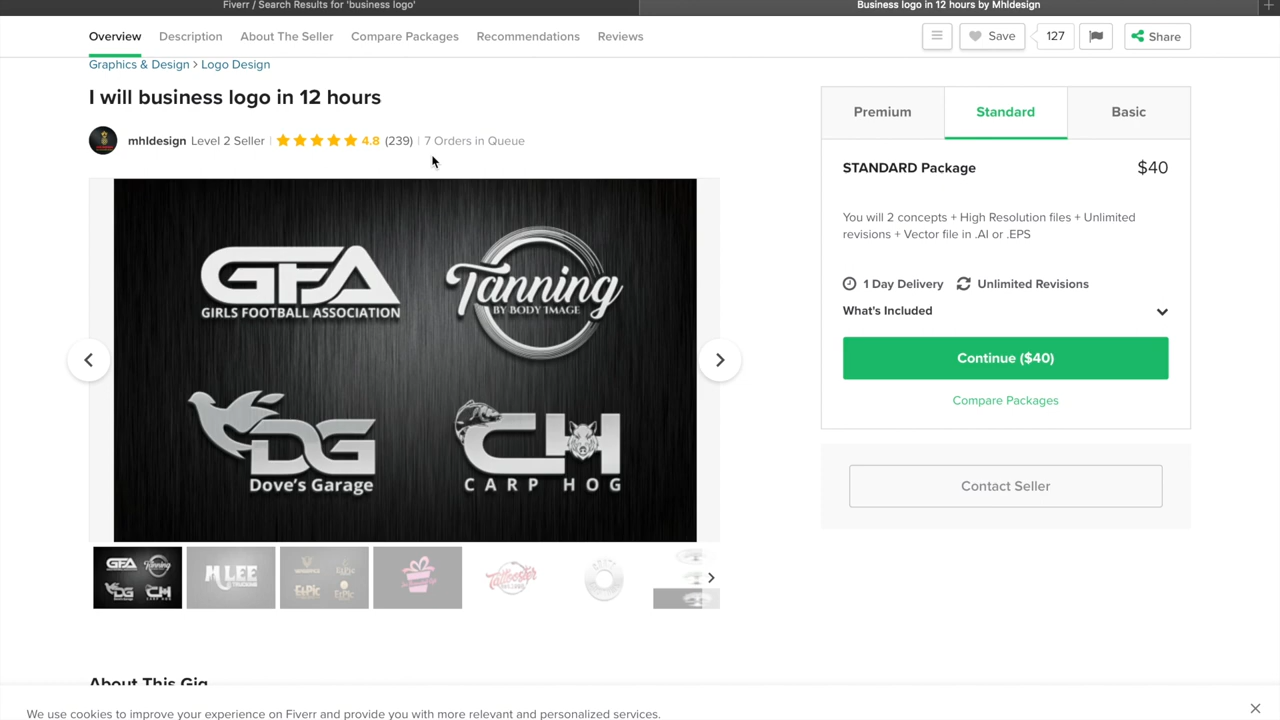 Fiverr / Search Results for 'business logo'
Business logo in 12 hours by Mhldesign
Overview
Description
About The Seller
Compare Packages
Recommendations
Reviews
Save
127
Share
Graphics & Design > Logo Design
I will business logo in 12 hours
mhldesign Level 2 Seller 4.8 (239) 7 Orders in Queue
GFA
GIRLS FOOTBALL ASSOCIATION
Tanning
BY BODY IMAGE
DG
Dove's Garage
CH
CARP HOG
GFA
Tanning
DG
CH
M LEE
TRUCKING
Premium
Standard
Basic
STANDARD Package
$40
You will 2 concepts + High Resolution files + Unlimited
revisions + Vector file in .AI or .EPS
1 Day Delivery
Unlimited Revisions
What's Included
Continue ($40)
Compare Packages
Contact Seller
About This Gig
We use cookies to improve your experience on Fiverr and provide you with more relevant and personalized services.